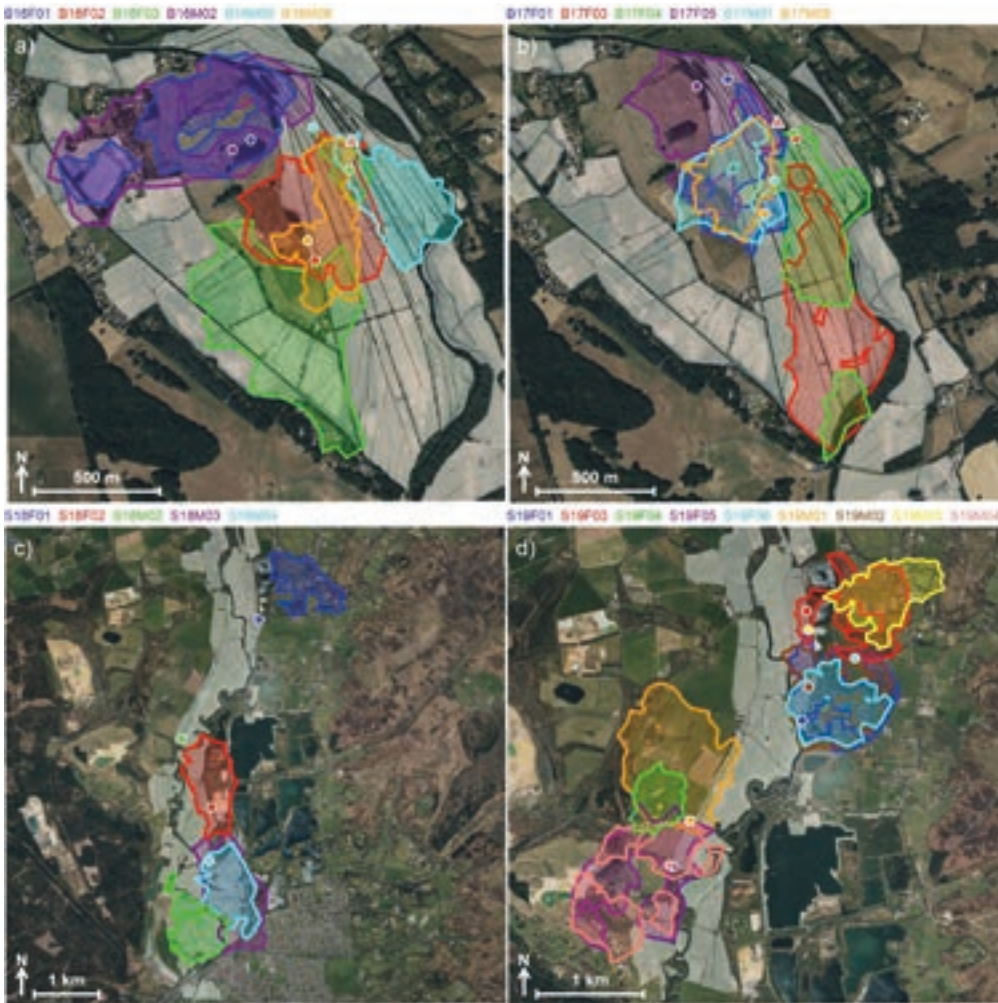 B16F01 B16F02 B16F03 B16M02
B17F01 B17F03 B17F04 B17F05
a)
b)
N
500 m
N
500 m
S18F01 S18F02 S18M02 S18M03
S19F01 S19F03 S19F04 S19F05 S19M01 S19M02
c)
d)
N
1 km
N
1 km